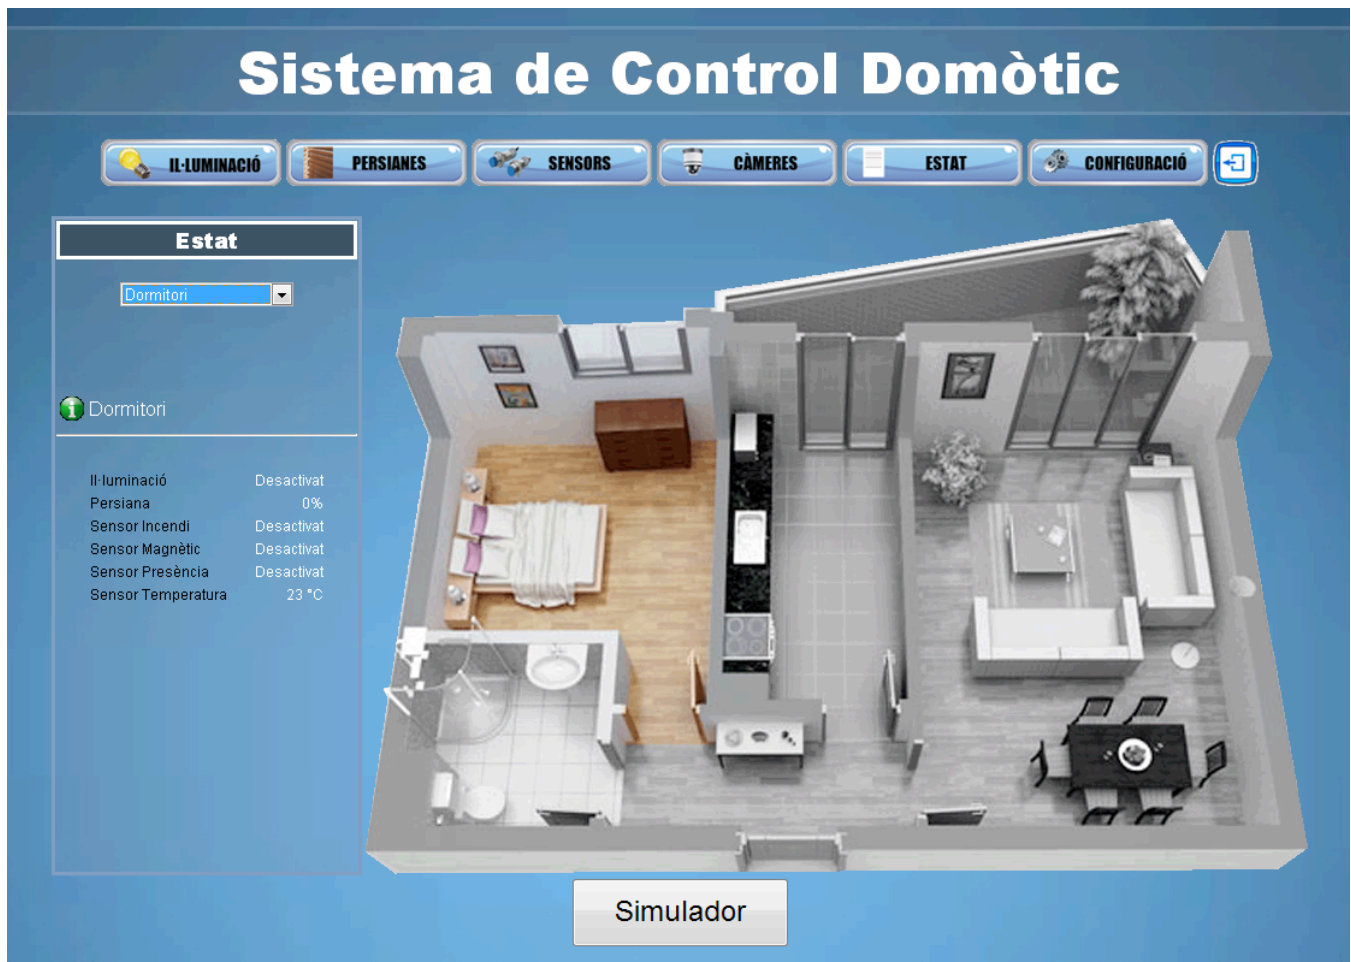 Sistema de Control Domòtic
IL·LUMINACIÓ PERSIANES SENSORS CÀMERES ESTAT CONFIGURACIÓ
Estat
Dormitori
Dormitori
Il·luminació Desactivat
Persiana 0%
Sensor Incendi Desactivat
Sensor Magnètic Desactivat
Sensor Presència Desactivat
Sensor Temperatura 23 °C
Simulador